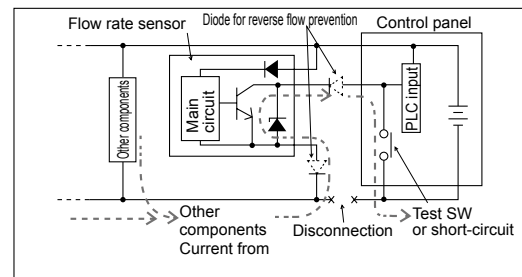 Flow rate sensor
Diode for reverse flow prevention
Control panel
Other components
Main
circuit
PLC input
Other
components
Current from
Disconnection
Test SW
or short-circuit